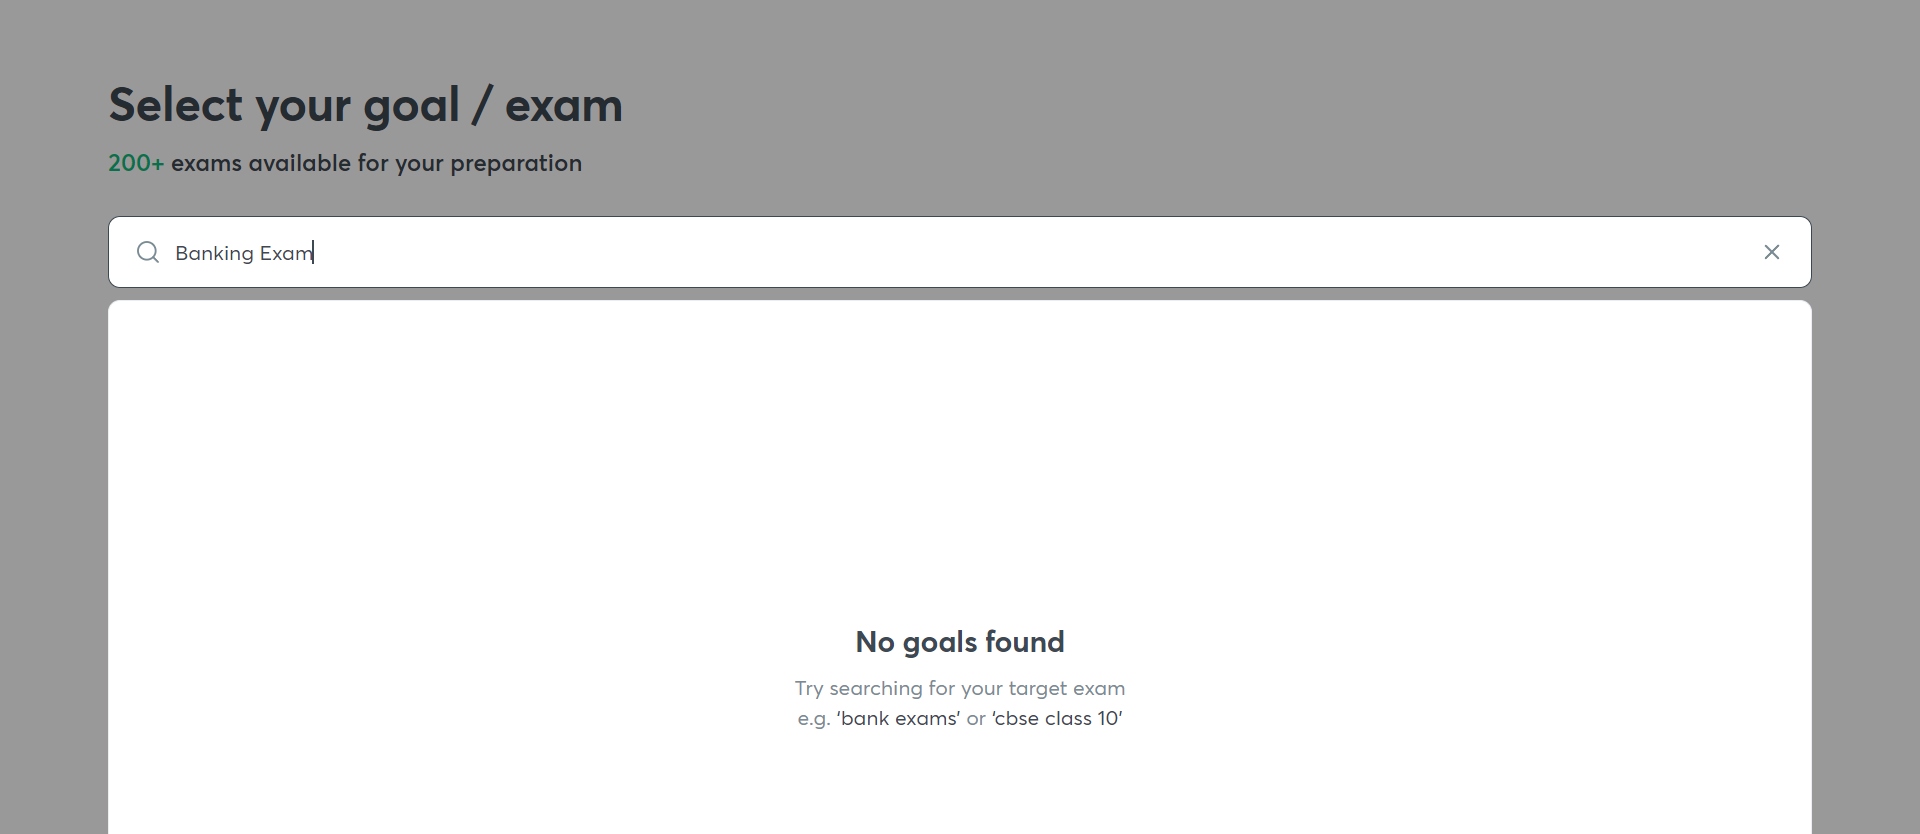 Select your goal / exam
200+ exams available for your preparation
Banking Exam
No goals found
Try searching for your target exam
e.g. ‘bank exams’ or ‘cbse class 10’